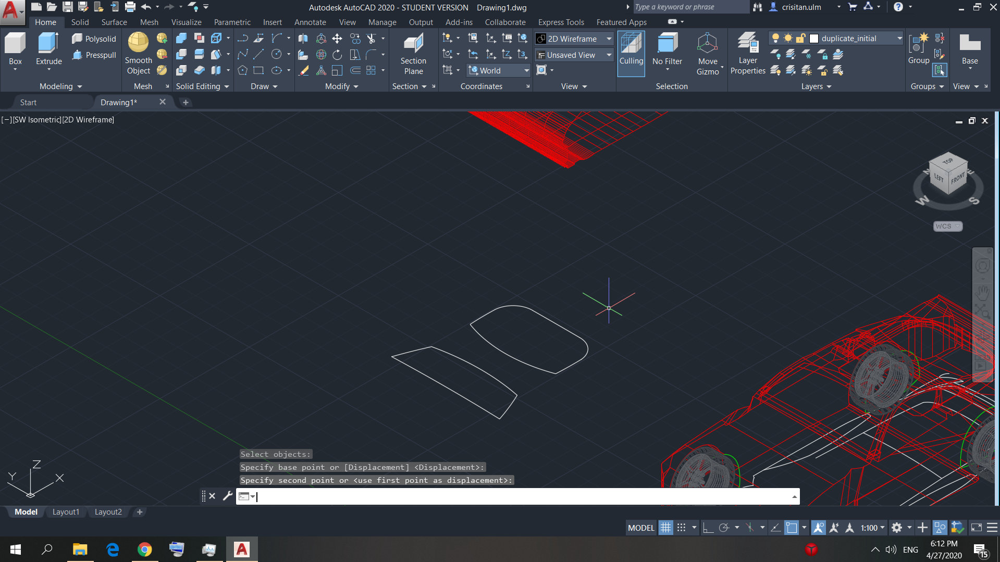 Autodesk AutoCAD 2020 - STUDENT VERSION Drawing1.dwg
Type a keyword or phrase
crisitan.ulm
Home Solid Surface Mesh Visualize Parametric Insert Annotate View Manage Output Add-ins Collaborate Express Tools Featured Apps
Box
Extrude
Polysolid
Presspull
Smooth
Object
Section
Plane
World
2D Wireframe
Unsaved View
Culling
No Filter
Move
Gizmo
Layer
Properties
duplicate_initial
Group
Base
Modeling Mesh Solid Editing Draw Modify Section Coordinates View Selection Layers Groups View
Start Drawing1*
[−][SW Isometric][2D Wireframe]
TOP
LEFT
FRONT
N
E
W
S
WCS
Select objects:
Specify base point or [Displacement] <Displacement>:
Specify second point or <use first point as displacement>:
Z
Y
X
Model Layout1 Layout2
MODEL
1:100
ENG
6:12 PM
4/27/2020
15